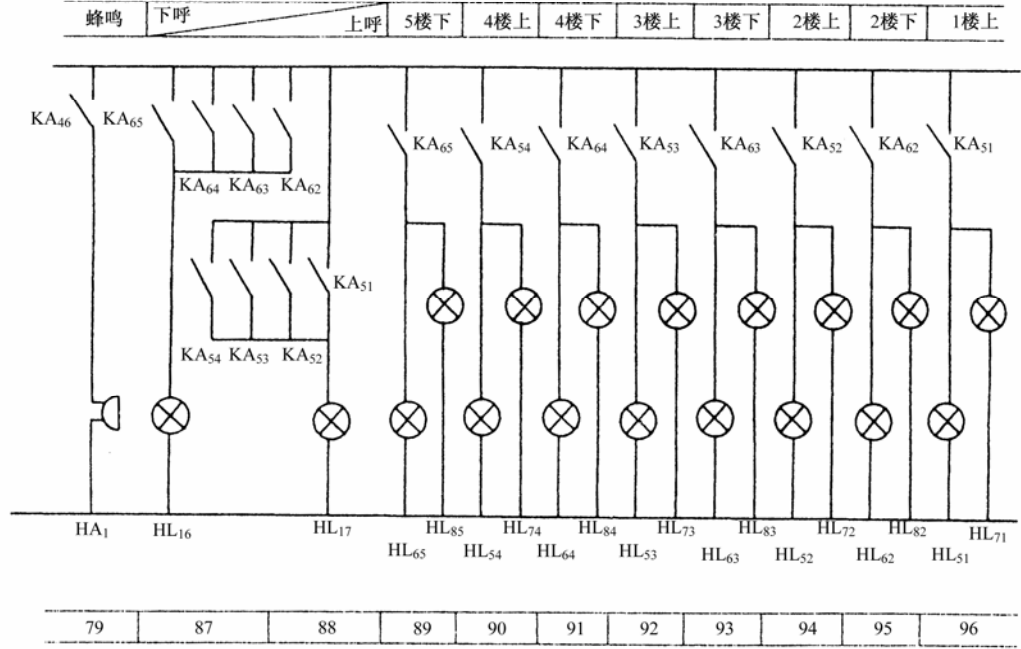 蜂鸣 下呼 上呼 5楼下 4楼上 4楼下 3楼上 3楼下 2楼上 2楼下 1楼上
KA46 KA65 KA65 KA54 KA64 KA53 KA63 KA52 KA62 KA51
KA64 KA63 KA62
KA51
KA54 KA53 KA52
HA1 HL16 HL17 HL85 HL74 HL84 HL73 HL83 HL72 HL82 HL71
HL65 HL54 HL64 HL53 HL63 HL52 HL62 HL51
79 87 88 89 90 91 92 93 94 95 96